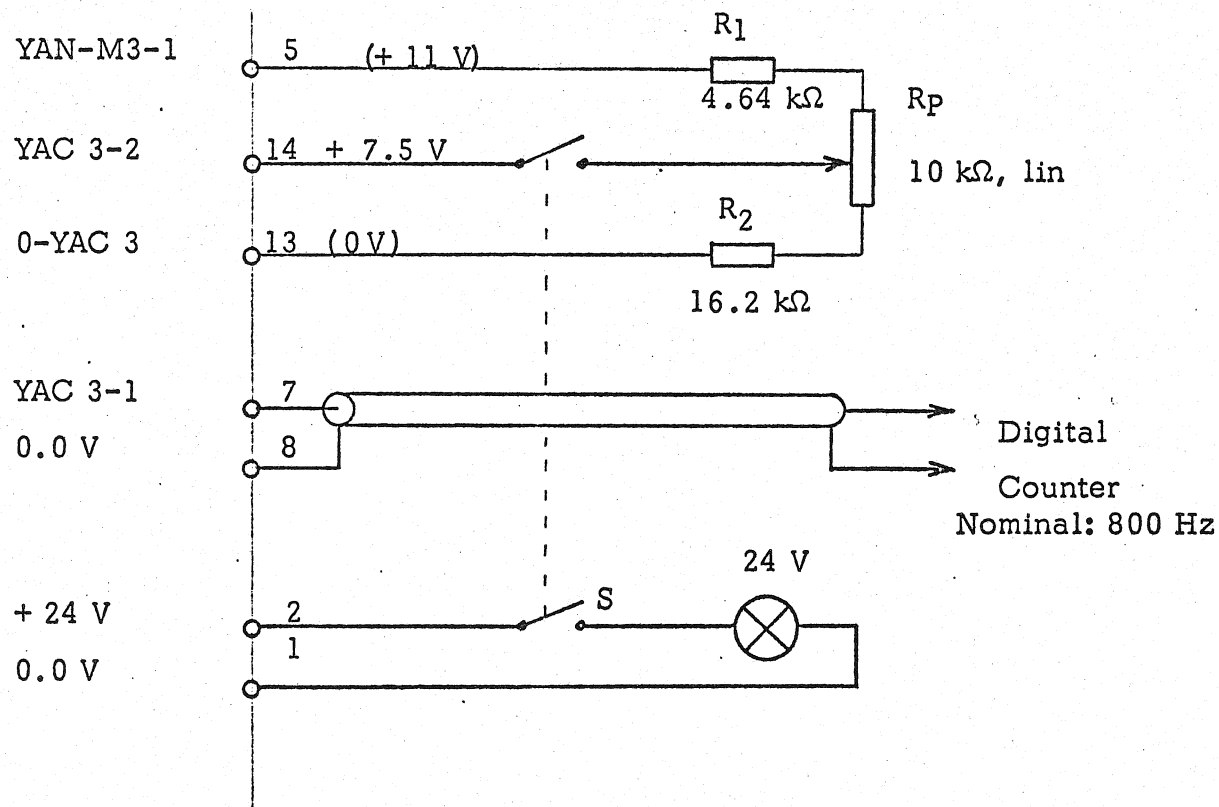 R1
YAN-M3-1 5 (+ 11 V)
4.64 kΩ
RP
YAC 3-2 14 + 7.5 V
10 kΩ, lin
R2
0-YAC 3 13 (0V)
16.2 kΩ
YAC 3-1 7
0.0 V 8
Digital
Counter
Nominal: 800 Hz
24 V
+ 24 V 2 S
1
0.0 V